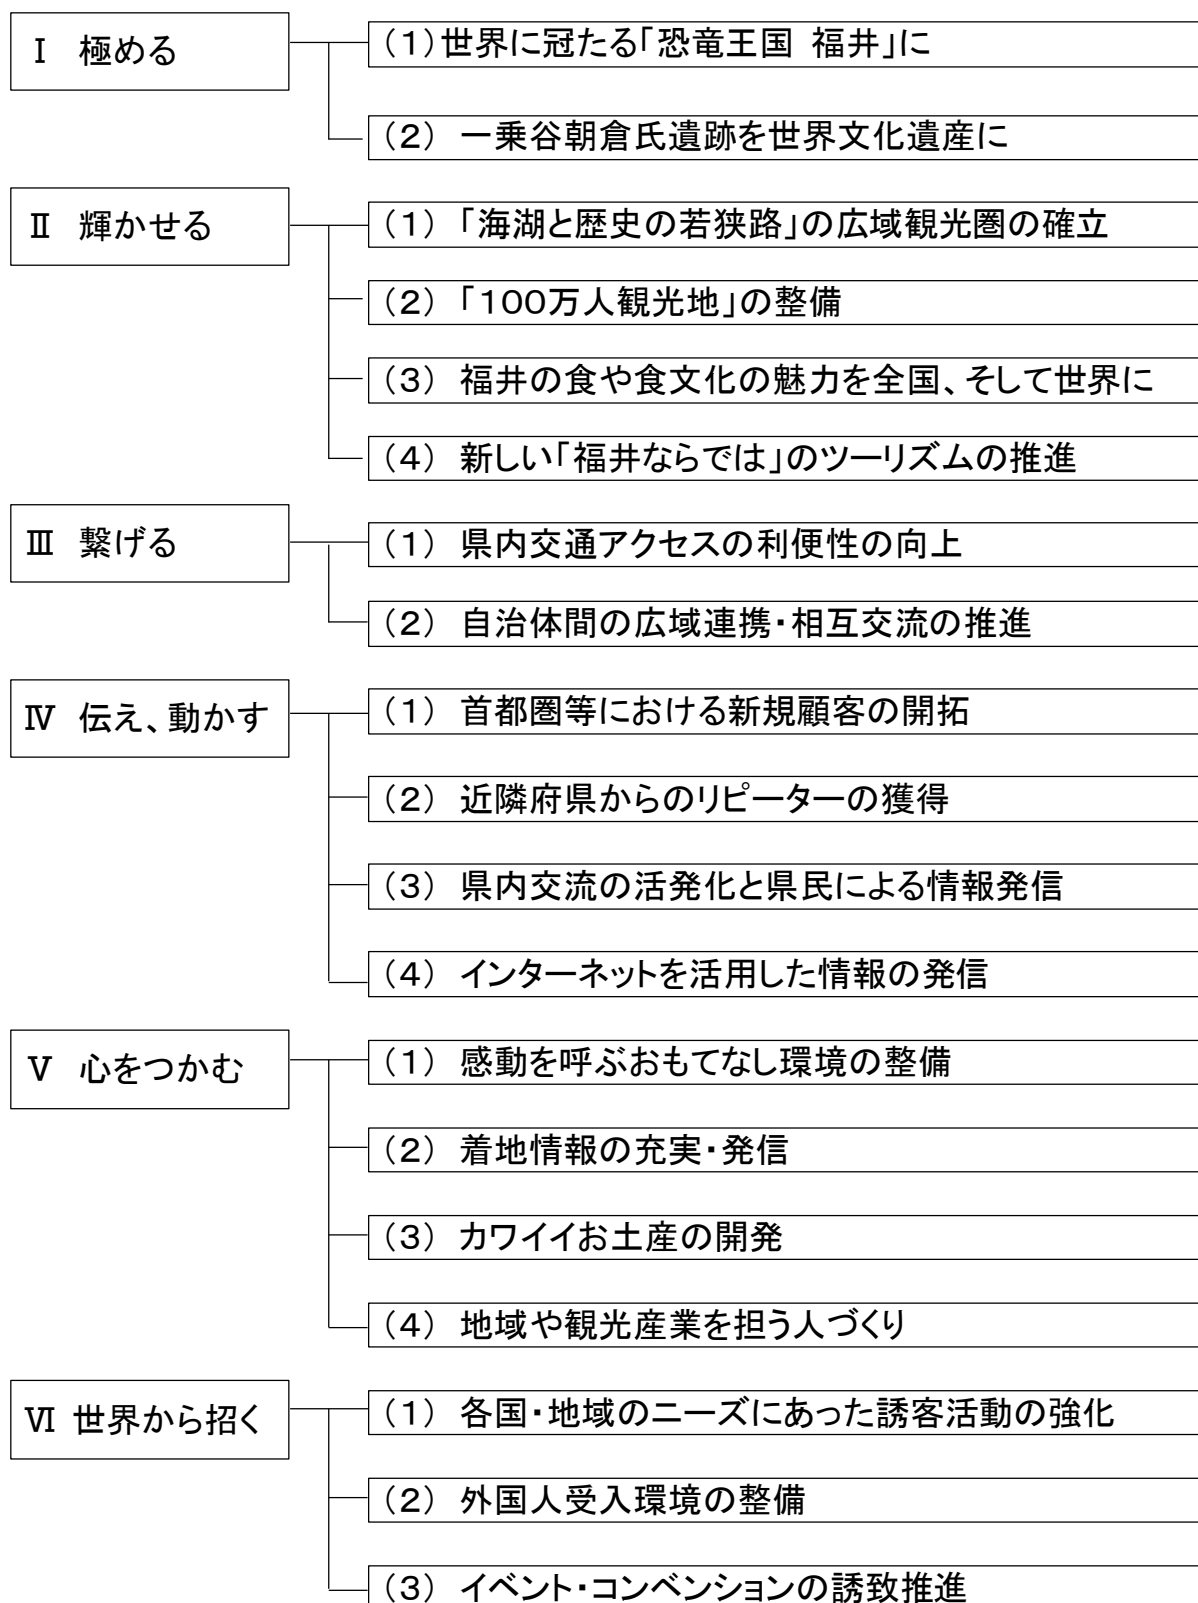 Ⅰ 極める
(1)世界に冠たる「恐竜王国 福井」に
(2) 一乗谷朝倉氏遺跡を世界文化遺産に
Ⅱ 輝かせる
(1) 「海湖と歴史の若狭路」の広域観光圏の確立
(2) 「100万人観光地」の整備
(3) 福井の食や食文化の魅力を全国、そして世界に
(4) 新しい「福井ならでは」のツーリズムの推進
Ⅲ 繋げる
(1) 県内交通アクセスの利便性の向上
(2) 自治体間の広域連携・相互交流の推進
Ⅳ 伝え、動かす
(1) 首都圏等における新規顧客の開拓
(2) 近隣府県からのリピーターの獲得
(3) 県内交流の活発化と県民による情報発信
(4) インターネットを活用した情報の発信
Ⅴ 心をつかむ
(1) 感動を呼ぶおもてなし環境の整備
(2) 着地情報の充実・発信
(3) カワイイお土産の開発
(4) 地域や観光産業を担う人づくり
Ⅵ 世界から招く
(1) 各国・地域のニーズにあった誘客活動の強化
(2) 外国人受入環境の整備
(3) イベント・コンベンションの誘致推進